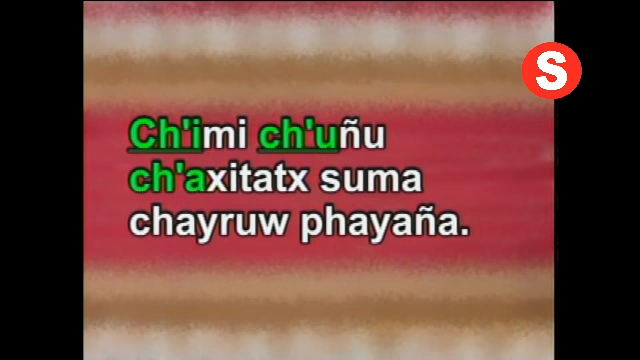 S
Ch'imi ch'uñu
ch'axitatx suma
chayruw phayaña.